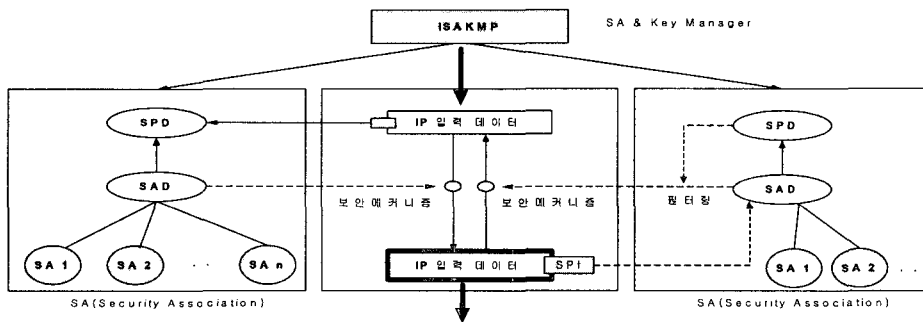 ISAKMP
SA & Key Manager
SPD
IP 입력 데이터
SPD
SAD
보안메커니즘
보안메커니즘
필터링
SAD
SA 1
SA 2
. .
SA n
IP 입력 데이터
SPI
SA 1
SA 2
. .
SA(Security Association)
SA(Security Association)